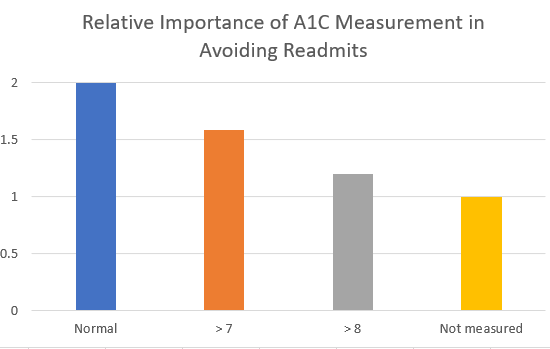 Relative Importance of A1C Measurement in
Avoiding Readmits
2
1.5
1
0.5
0
Normal
> 7
> 8
Not measured